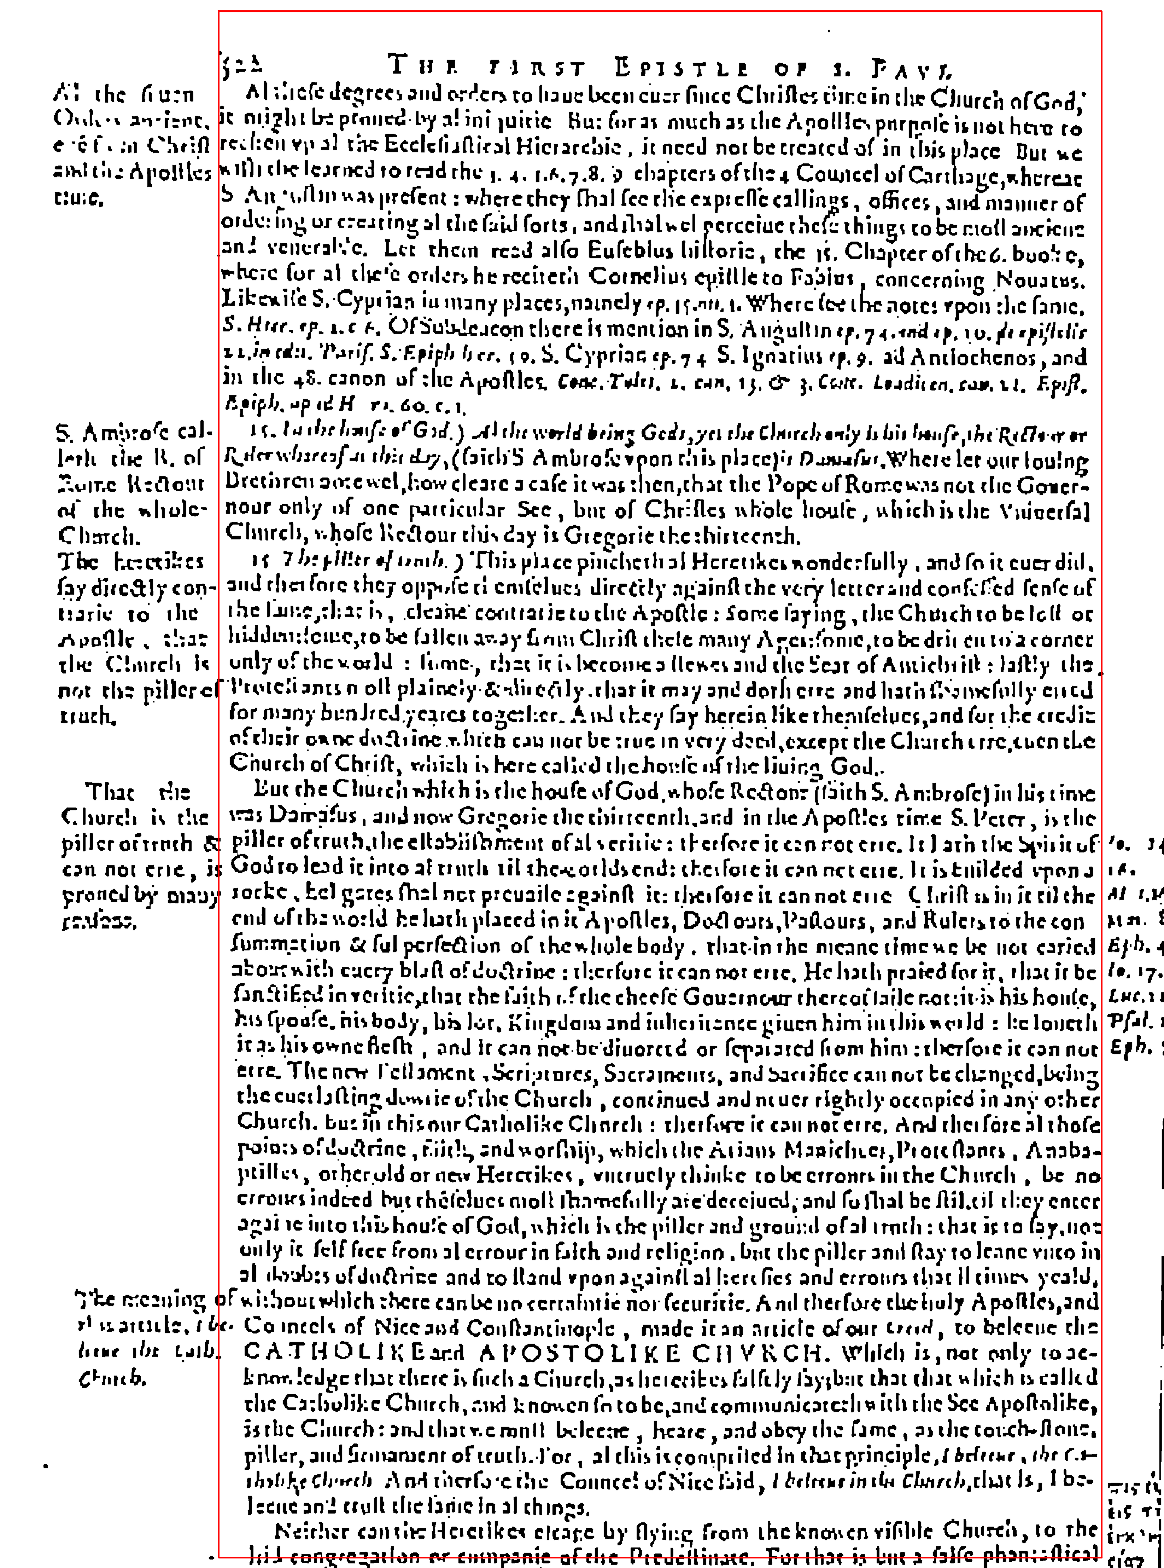 522 THE FIRST EPISTLE OF S. PAVL
Al these degrees and orders to haue been euer since Christes time in the Church of God,
it might be proued by al antiquitie But for as much as the Apostles purpose is not here to
recken vp al the Ecclesiastical Hierarchie, it need not be treated of in this place But we
wish the learned to read the 3. 4. 5. 6. 7. 8. 9 chapters of the 4 Councel of Carthage, whereat
S Augustin was present: where they shal see the expresse callings, offices, and manner of
ordering or creating al the said sorts, and shal wel perceiue these things to be most ancient
and venerable. Let them read also Eusebius historie, the 35. Chapter of the 6. booke,
where for al these orders he reciteth Cornelius epistle to Fabius, concerning Nouatus.
Likewise S. Cyprian in many places, namely ep. 55. nu. 1. Where see the notes vpon the same.
S. Hier. ep. 2. c 6. Of Subdeacon there is mention in S. Augustin ep. 74. and ep. 10. de epistolis
22. in edit. Paris. S. Epiph her. 59. S. Cyprian ep. 74 S. Ignatius ep. 9. ad Antiochenos, and
in the 48. canon of the Apostles. Conc. Tolet. 2. can. 15. & 3. Conc. Laodicen. can. 21. Epist.
Epiph. apud H 60. c. 1.
15. In the house of God.) Al the world being Gods, yet the Church only is his house, the Rectour or
Ruler whereof at this day, (saith S Ambrose vpon this place) is Damasus. Where let our louing
Brethren note wel, how cleare a case it was then, that the Pope of Rome was not the Gouer-
nour only of one particular See, but of Christes whole house, which is the Vniuersal
Church, whose Rectour this day is Gregorie the thirteenth.
15 The piller of truth.) This place pincheth al Heretikes wonderfully, and so it euer did,
and therfore they oppose themselues directly against the very letter and confessed sense of
the same, that is, cleane contrarie to the Apostle: Some saying, the Church to be lost or
hidden: some, to be fallen away from Christ these many Ages: some, to be driuen to a corner
only of the world: some, that it is become a stewes and the Seat of Antichrist: lastly the
Protestants most plainely & directly, that it may and doth erre and hath shamefully erred
for many hundred yeares together. And they say herein like themselues, and for the credit
of their owne doctrine which can not be true in very deed, except the Church erre, euen the
Church of Christ, which is here called the house of the liuing God.
But the Church which is the house of God, whose Rectour (saith S. Ambrose) in his time
was Damasus, and now Gregorie the thirteenth, and in the Apostles time S. Peter, is the
piller of truth, the establishment of al veritie: therfore it can not erre. It hath the Spirit of
God to lead it into al truth til the worlds end: therfore it can not erre. It is builded vpon a
rocke, hel gates shal not preuaile against it: therfore it can not erre Christ is in it til the
end of the world he hath placed in it Apostles, Doctours, Pastours, and Rulers to the con
summation & ful perfection of the whole body, that in the meane time we be not caried
about with euery blast of doctrine: therfore it can not erre. He hath praied for it, that it be
sanctified in veritie, that the faith of the cheefe Gouernour therof faile not: it is his house,
his spouse, his body, his lot, Kingdom and inheritance giuen him in this world: he loueth
it as his owne flesh, and it can not be diuorced or separated from him: therfore it can not
erre. The new Testament, Scriptures, Sacraments, and Sacrifice can not be changed, being
the euerlasting dowrie of the Church, continued and neuer rightly occupied in any other
Church, but in this our Catholike Church: therfore it can not erre. And therfore al those
points of doctrine, faith, and worship, which the Arians Manichees, Protestants, Anaba-
ptistes, other old or new Heretikes, vntruely thinke to be errours in the Church, be no
errours indeed but thēselues most shamefully are deceiued, and so shal be stil, til they enter
againe into this house of God, which is the piller and ground of al truth: that is to say, not
only it self free from al errour in faith and religion, but the piller and stay to leane vnto in
al doubts of doctrine and to stand vpon against al heresies and errours that il times yeald,
without which there can be no certaintie nor securitie. And therfore the holy Apostles, and
Councels of Nice and Constantinople, made it an article of our Creed, to beleeue the
CATHOLIKE and APOSTOLIKE CHVRCH. Which is, not only to ac-
knowledge that there is such a Church, as heretikes falsely say; but that that which is called
the Catholike Church, and knowen so to be, and communicateth with the See Apostolike,
is the Church: and that we must beleeue, heare, and obey the same, as the touch-stone,
piller, and firmament of truth. For, al this is comprised in that principle, I beleeue, the Ca-
tholike Church And therfore the Councel of Nice said, I beleeue in the Church, that is, I be-
leeue and trust the same in al things.
Neither can the Heretikes escape by flying from the knowen visible Church, to the
hid congregation or companie of the Predestinate. For that is but a false phantastical
Al the seuen
Orders ancient,
euē from Christ
and the Apostles
time.
S. Ambrose cal-
leth the B. of
Rome Rectour
of the whole
Church.
The heretikes
say directly con-
trarie to the
Apostle, that
the Church is
not the piller of
truth.
That the
Church is the
piller of truth &
can not erre, is
proued by many
reasons.
The meaning of
this article, I be-
leeue the Cath.
Church.
Io. 14
16.
Eph. 4
Io. 17.
Luc. 22
Psal.
Eph.